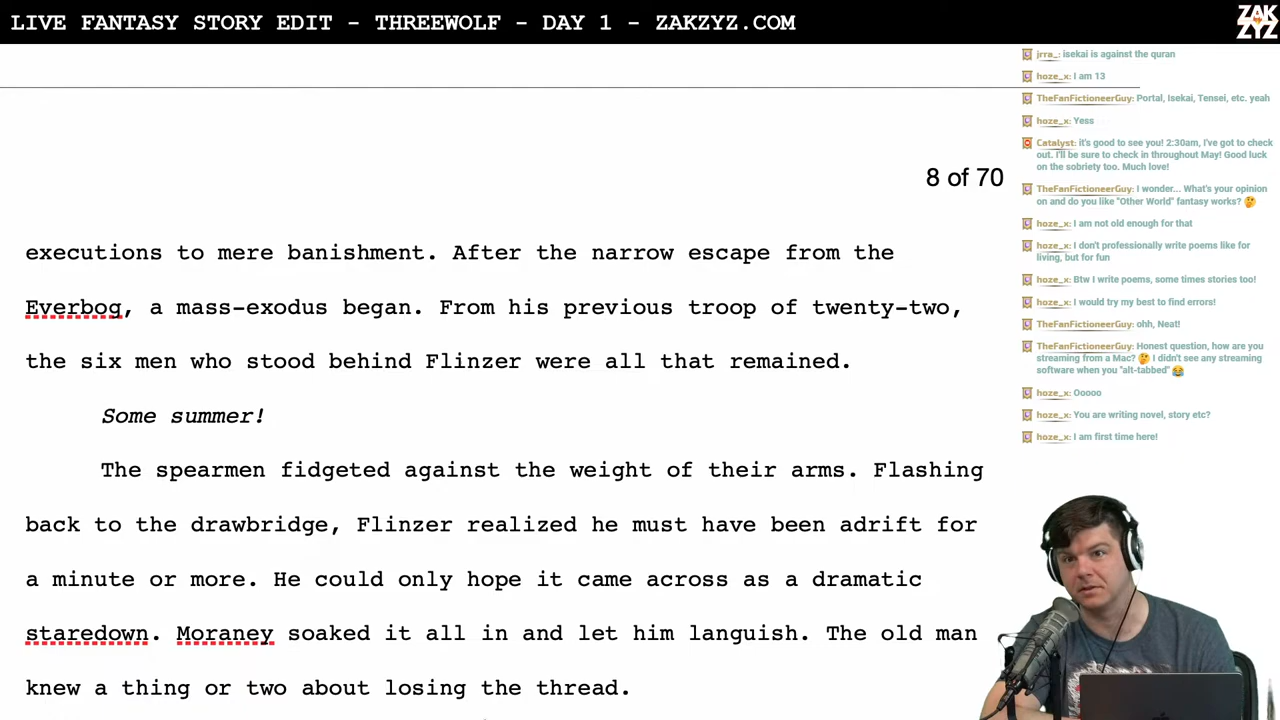 LIVE FANTASY STORY EDIT - THREEWOLF - DAY 1 - ZAKZYZ.COM
ZAK
ZYZ
8 of 70
executions to mere banishment. After the narrow escape from the
Everbog, a mass-exodus began. From his previous troop of twenty-two,
the six men who stood behind Flinzer were all that remained.
Some summer!
The spearmen fidgeted against the weight of their arms. Flashing
back to the drawbridge, Flinzer realized he must have been adrift for
a minute or more. He could only hope it came across as a dramatic
staredown. Moraney soaked it all in and let him languish. The old man
knew a thing or two about losing the thread.
jrra_: isekai is against the quran
hoze_x: I am 13
TheFanFictioneerGuy: Portal, Isekai, Tensei, etc. yeah
hoze_x: Yess
Catalyst: it's good to see you! 2:30am, I've got to check
out. I'll be sure to check in throughout May! Good luck
on the sobriety too. Much love!
TheFanFictioneerGuy: I wonder... What's your opinion
on and do you like "Other World" fantasy works? 🤔
hoze_x: I am not old enough for that
hoze_x: I don't professionally write poems like for
living, but for fun
hoze_x: Btw I write poems, some times stories too!
hoze_x: I would try my best to find errors!
TheFanFictioneerGuy: ohh, Neat!
TheFanFictioneerGuy: Honest question, how are you
streaming from a Mac? 🤔 I didn't see any streaming
software when you "alt-tabbed" 😂
hoze_x: Ooooo
hoze_x: You are writing novel, story etc?
hoze_x: I am first time here!